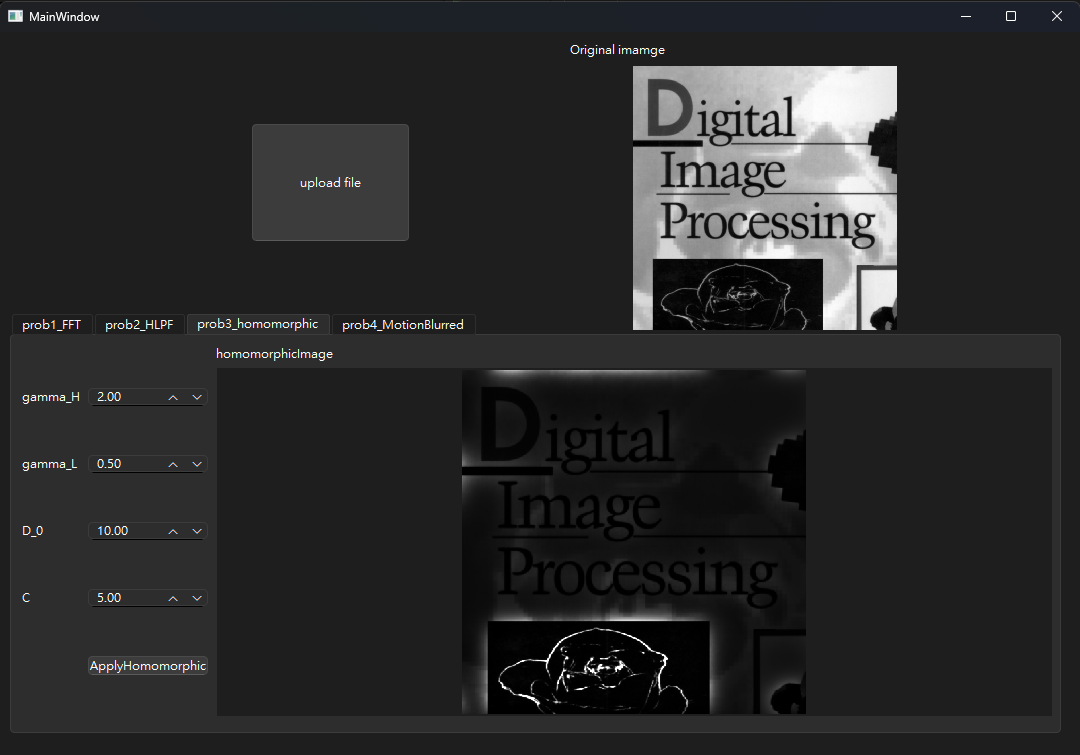 MainWindow
Original imamge
Digital
Image
Processing
upload file
prob1_FFT prob2_HLPF prob3_homomorphic prob4_MotionBlurred
homomorphicImage
gamma_H 2.00
gamma_L 0.50
D_0 10.00
C 5.00
ApplyHomomorphic
Digital
Image
Processing